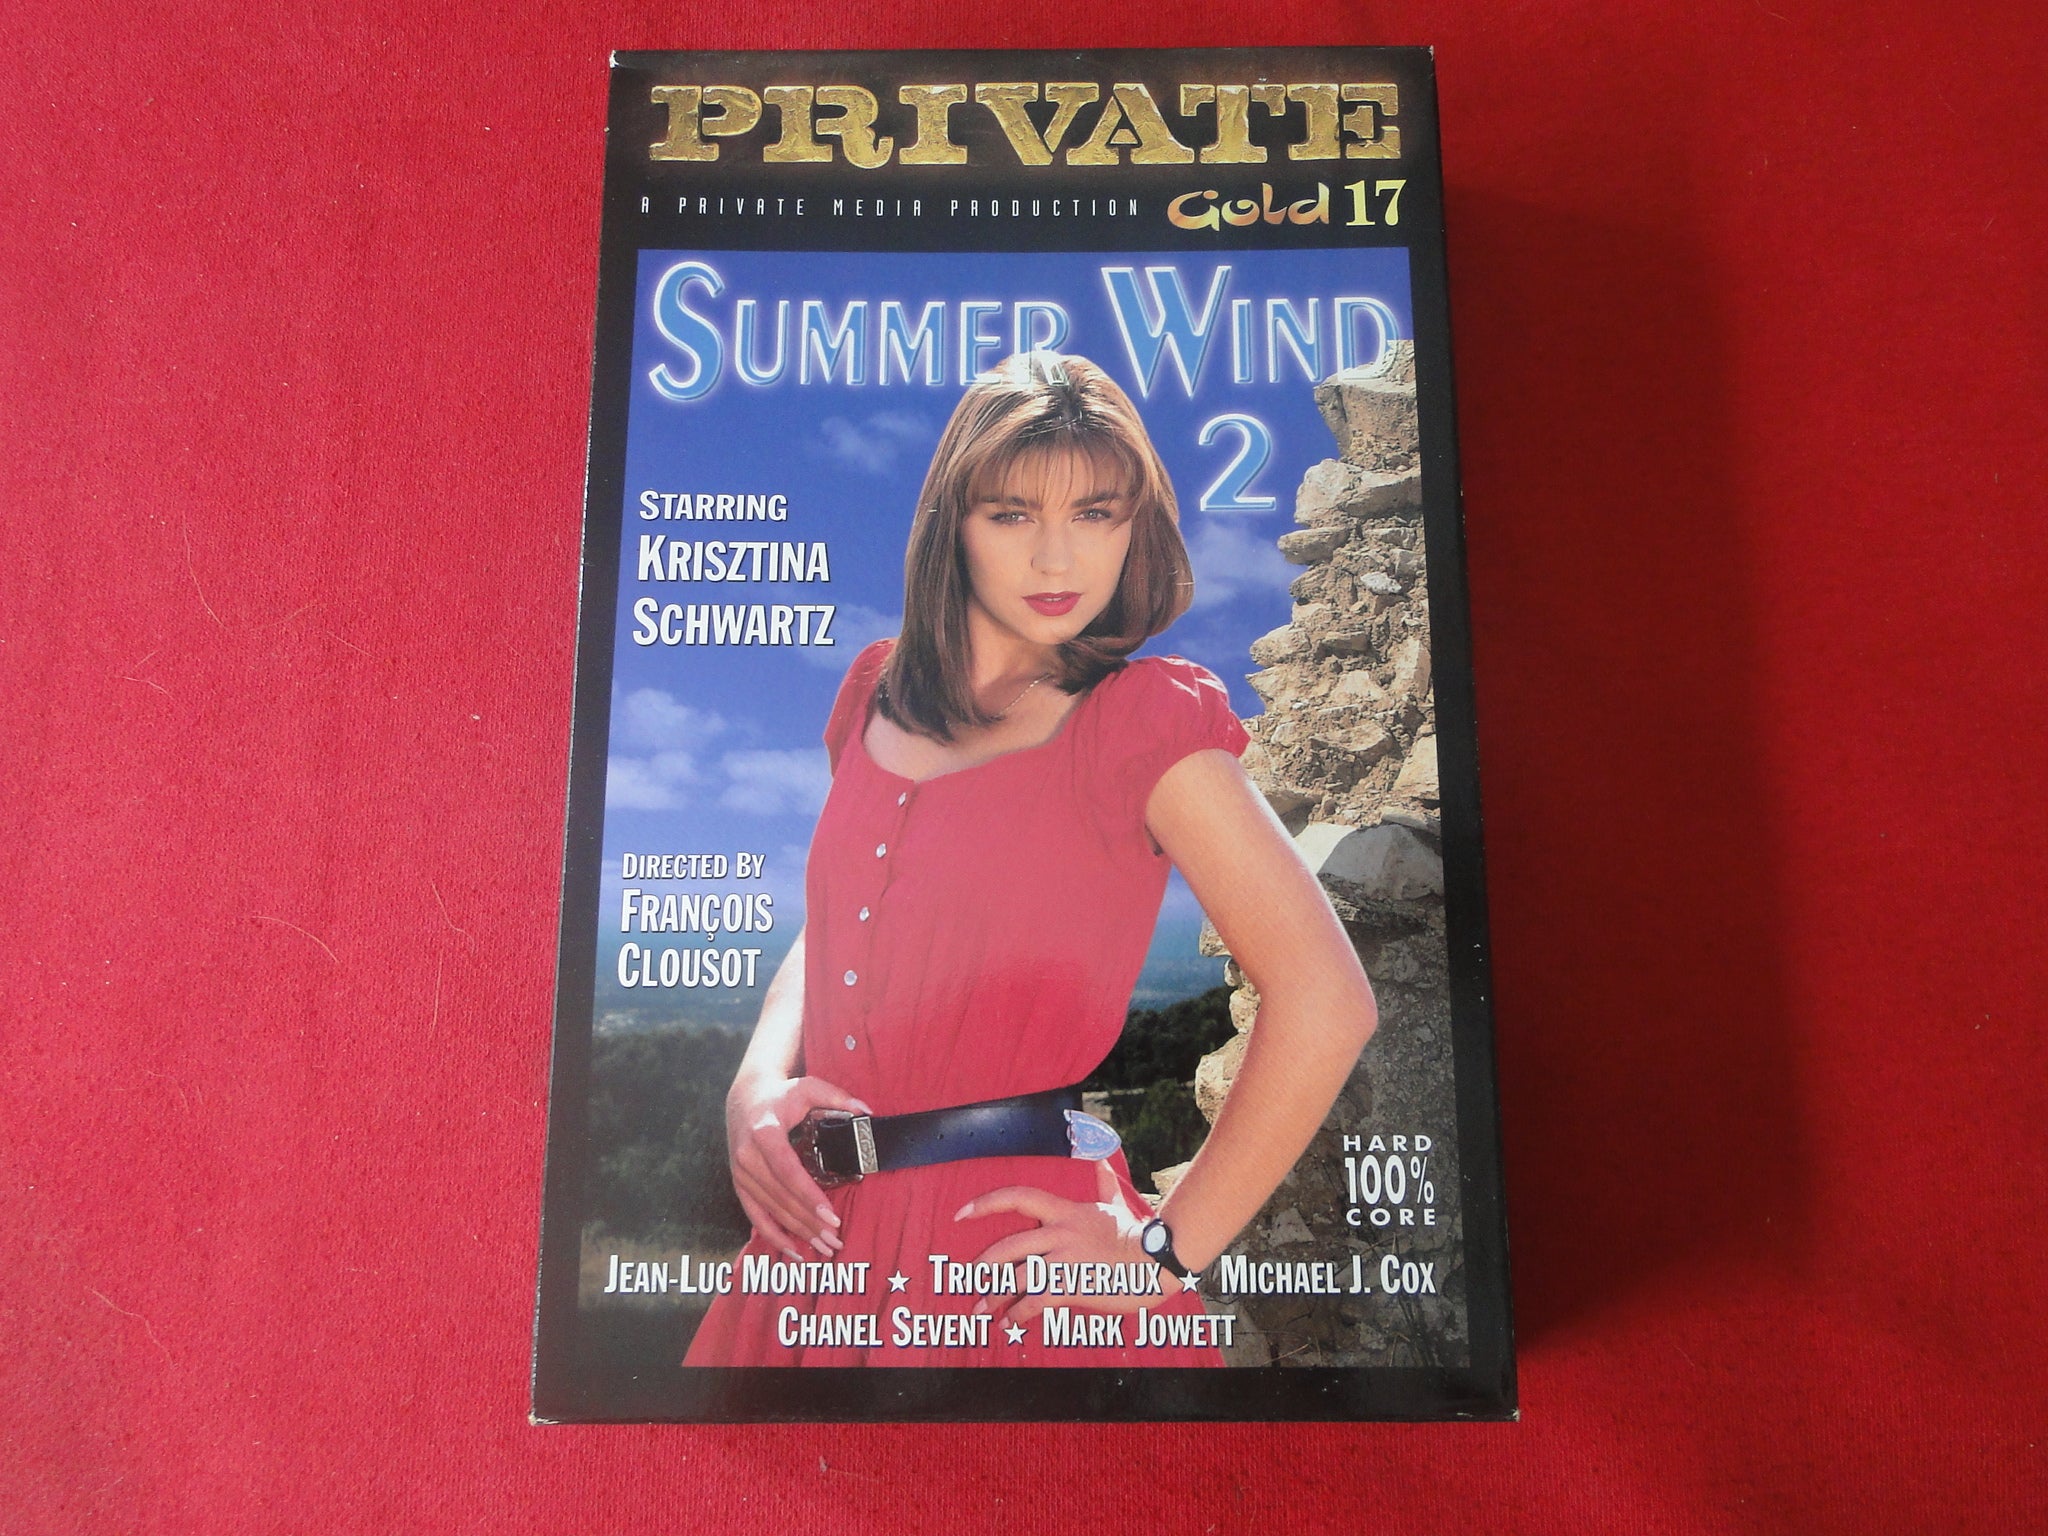 PRIVATE
A PRIVATE MEDIA PRODUCTION Gold 17
SUMMER WIND
2
STARRING
KRISZTINA
SCHWARTZ
DIRECTED BY
FRANÇOIS
CLOUSOT
HARD
100%
CORE
JEAN-LUC MONTANT ★ TRICIA DEVERAUX ★ MICHAEL J. COX
CHANEL SEVENT ★ MARK JOWETT